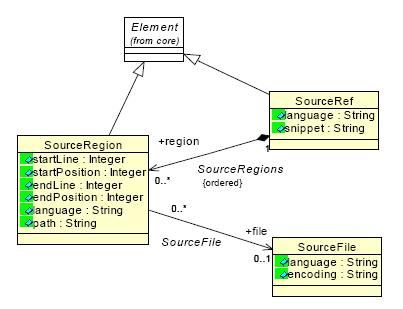 Element
(from core)
SourceRef
language : String
snippet : String
1
+region
SourceRegions
{ordered}
0..*
SourceRegion
startLine : Integer
startPosition : Integer
endLine : Integer
endPosition : Integer
language : String
path : String
0..*
SourceFile
+file
0..1
SourceFile
language : String
encoding : String